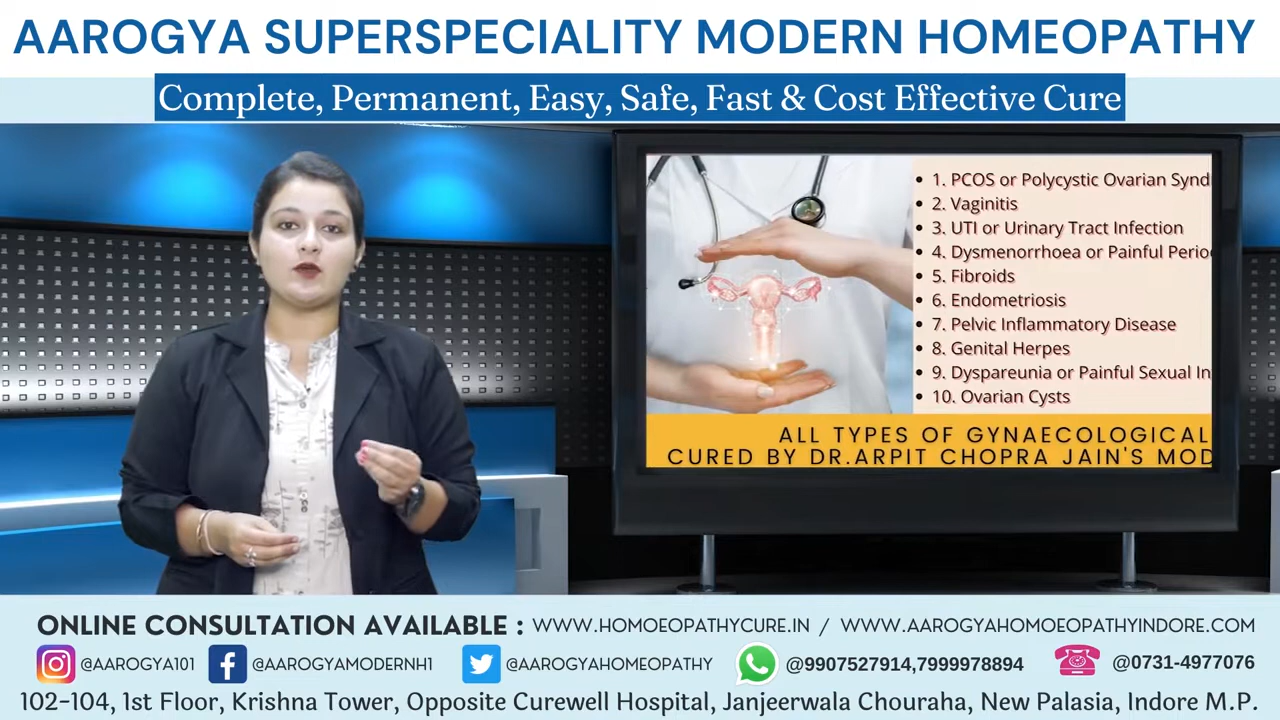 AAROGYA SUPERSPECIALITY MODERN HOMEOPATHY
Complete, Permanent, Easy, Safe, Fast & Cost Effective Cure
• 1. PCOS or Polycystic Ovarian Synd
• 2. Vaginitis
• 3. UTI or Urinary Tract Infection
• 4. Dysmenorrhoea or Painful Perio
• 5. Fibroids
• 6. Endometriosis
• 7. Pelvic Inflammatory Disease
• 8. Genital Herpes
• 9. Dyspareunia or Painful Sexual In
• 10. Ovarian Cysts
ALL TYPES OF GYNAECOLOGICAL
CURED BY DR.ARPIT CHOPRA JAIN'S MOD
ONLINE CONSULTATION AVAILABLE : WWW.HOMOEOPATHYCURE.IN / WWW.AAROGYAHOMOEOPATHYINDORE.COM
@AAROGYA101 @AAROGYAMODERNH1 @AAROGYAHOMEOPATHY @9907527914,7999978894 @0731-4977076
102-104, 1st Floor, Krishna Tower, Opposite Curewell Hospital, Janjeerwala Chouraha, New Palasia, Indore M.P.